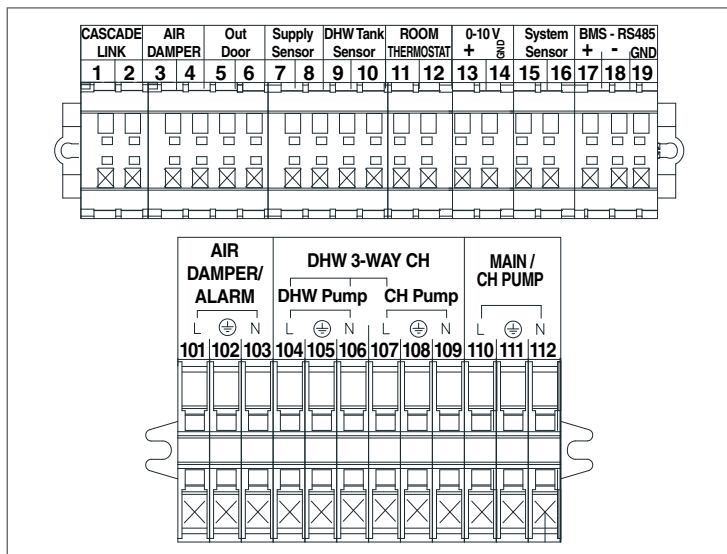 CASCADE LINK AIR DAMPER Out Door Supply Sensor DHW Tank Sensor ROOM THERMOSTAT 0-10 V + GND System Sensor BMS - RS485 + - GND
1 2 3 4 5 6 7 8 9 10 11 12 13 14 15 16 17 18 19
AIR DAMPER/ ALARM
DHW 3-WAY CH
MAIN / CH PUMP
DHW Pump CH Pump
L N L N L N L N
101 102 103 104 105 106 107 108 109 110 111 112